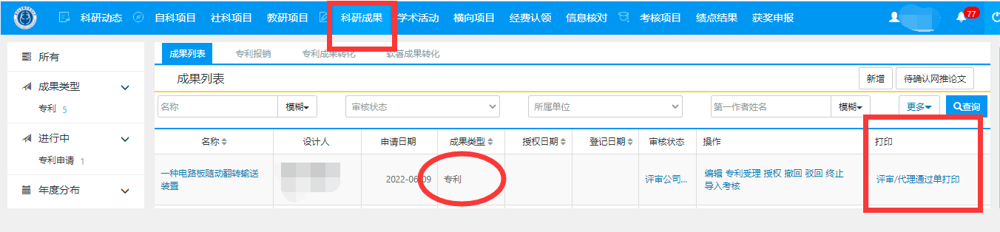 科研动态 自科项目 社科项目 教研项目 科研成果 学术活动 横向项目 经费认领 信息核对 考核项目 绩点结果 获奖申报 77
所有
成果类型
专利 5
进行中
专利申请 1
年度分布
成果列表 专利报销 专利成果转化 软著成果转化
成果列表 新增 待确认网推论文
名称 模糊 审核状态 所属单位 第一作者姓名 模糊 更多 查询
名称 设计人 申请日期 成果类型 授权日期 登记日期 审核状态 操作 打印
一种电路板随动翻转输送
装置
2022-06-09 专利 评审公司... 编辑 专利受理 授权 撤回 驳回 终止
导入考核
评审/代理通过单打印